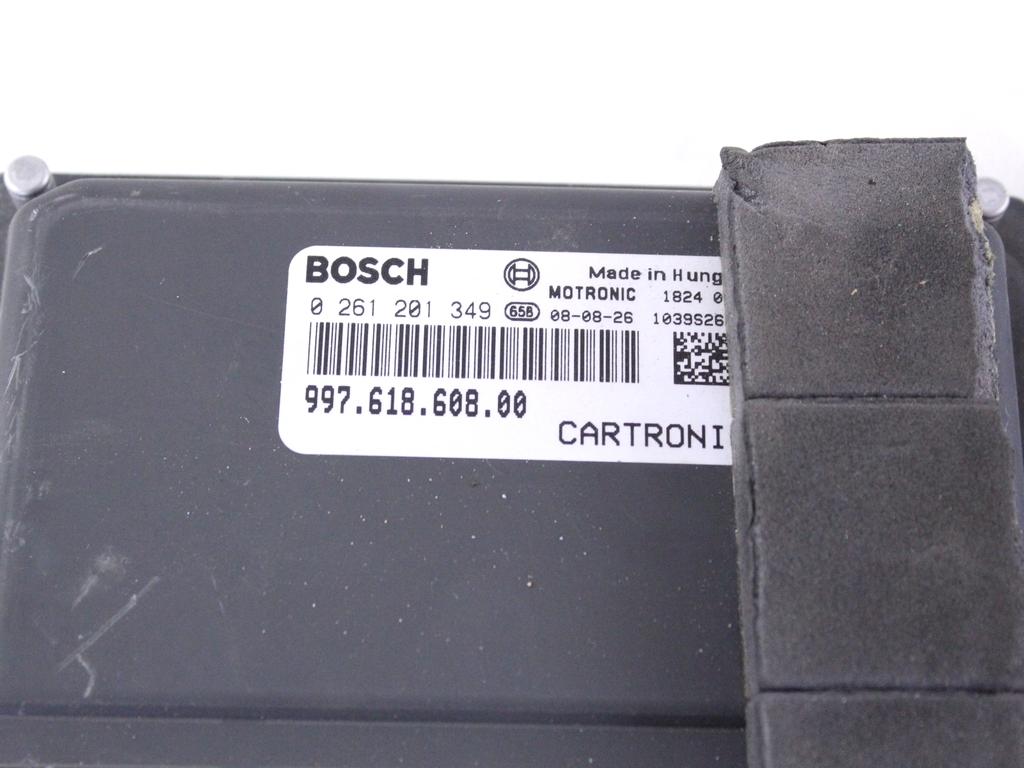 BOSCH Made in Hung
MOTRONIC 1824
0 261 201 349 65B 08-08-26 1039S26
997.618.608.00
CARTRONI